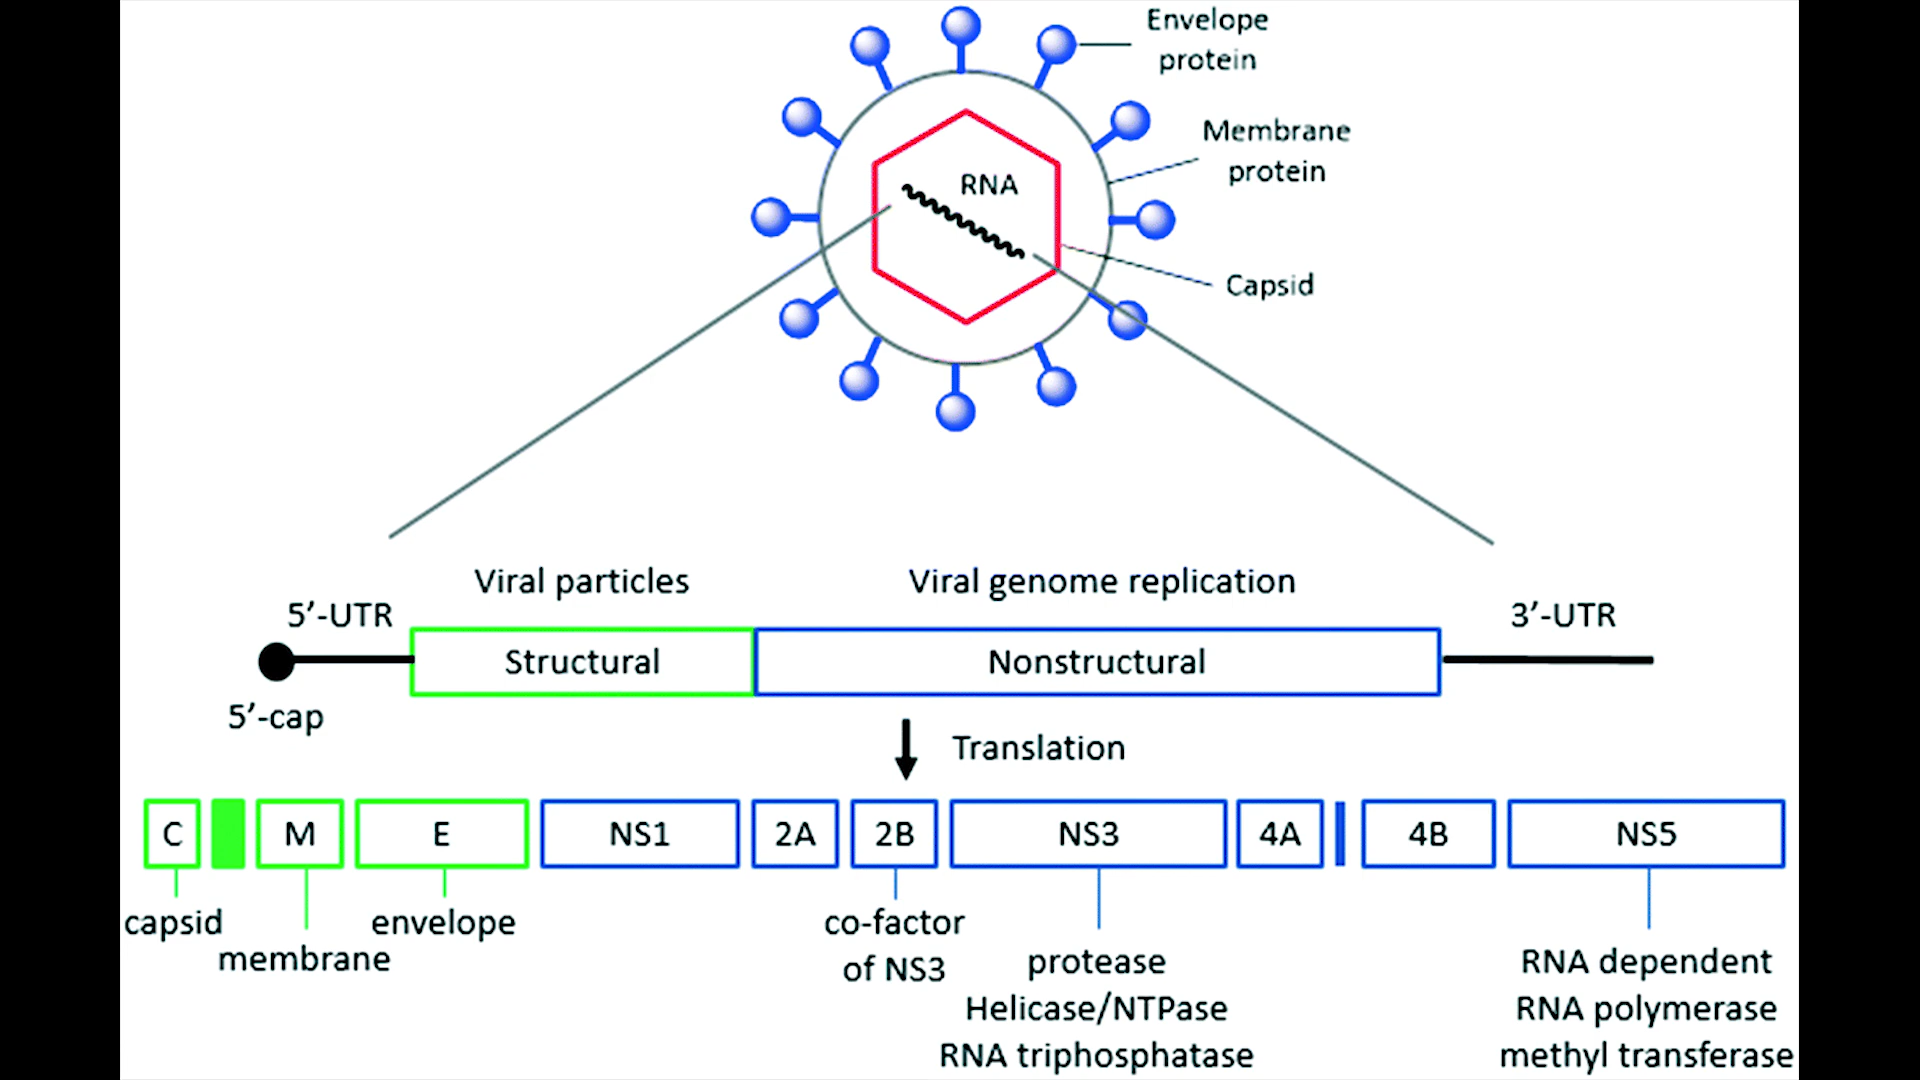 Envelope
protein
Membrane
protein
RNA
Capsid
Viral particles
Viral genome replication
5’-UTR
3’-UTR
Structural
Nonstructural
5’-cap
Translation
C
M
E
NS1
2A
2B
NS3
4A
4B
NS5
capsid
membrane
envelope
co-factor
of NS3
protease
Helicase/NTPase
RNA triphosphatase
RNA dependent
RNA polymerase
methyl transferase